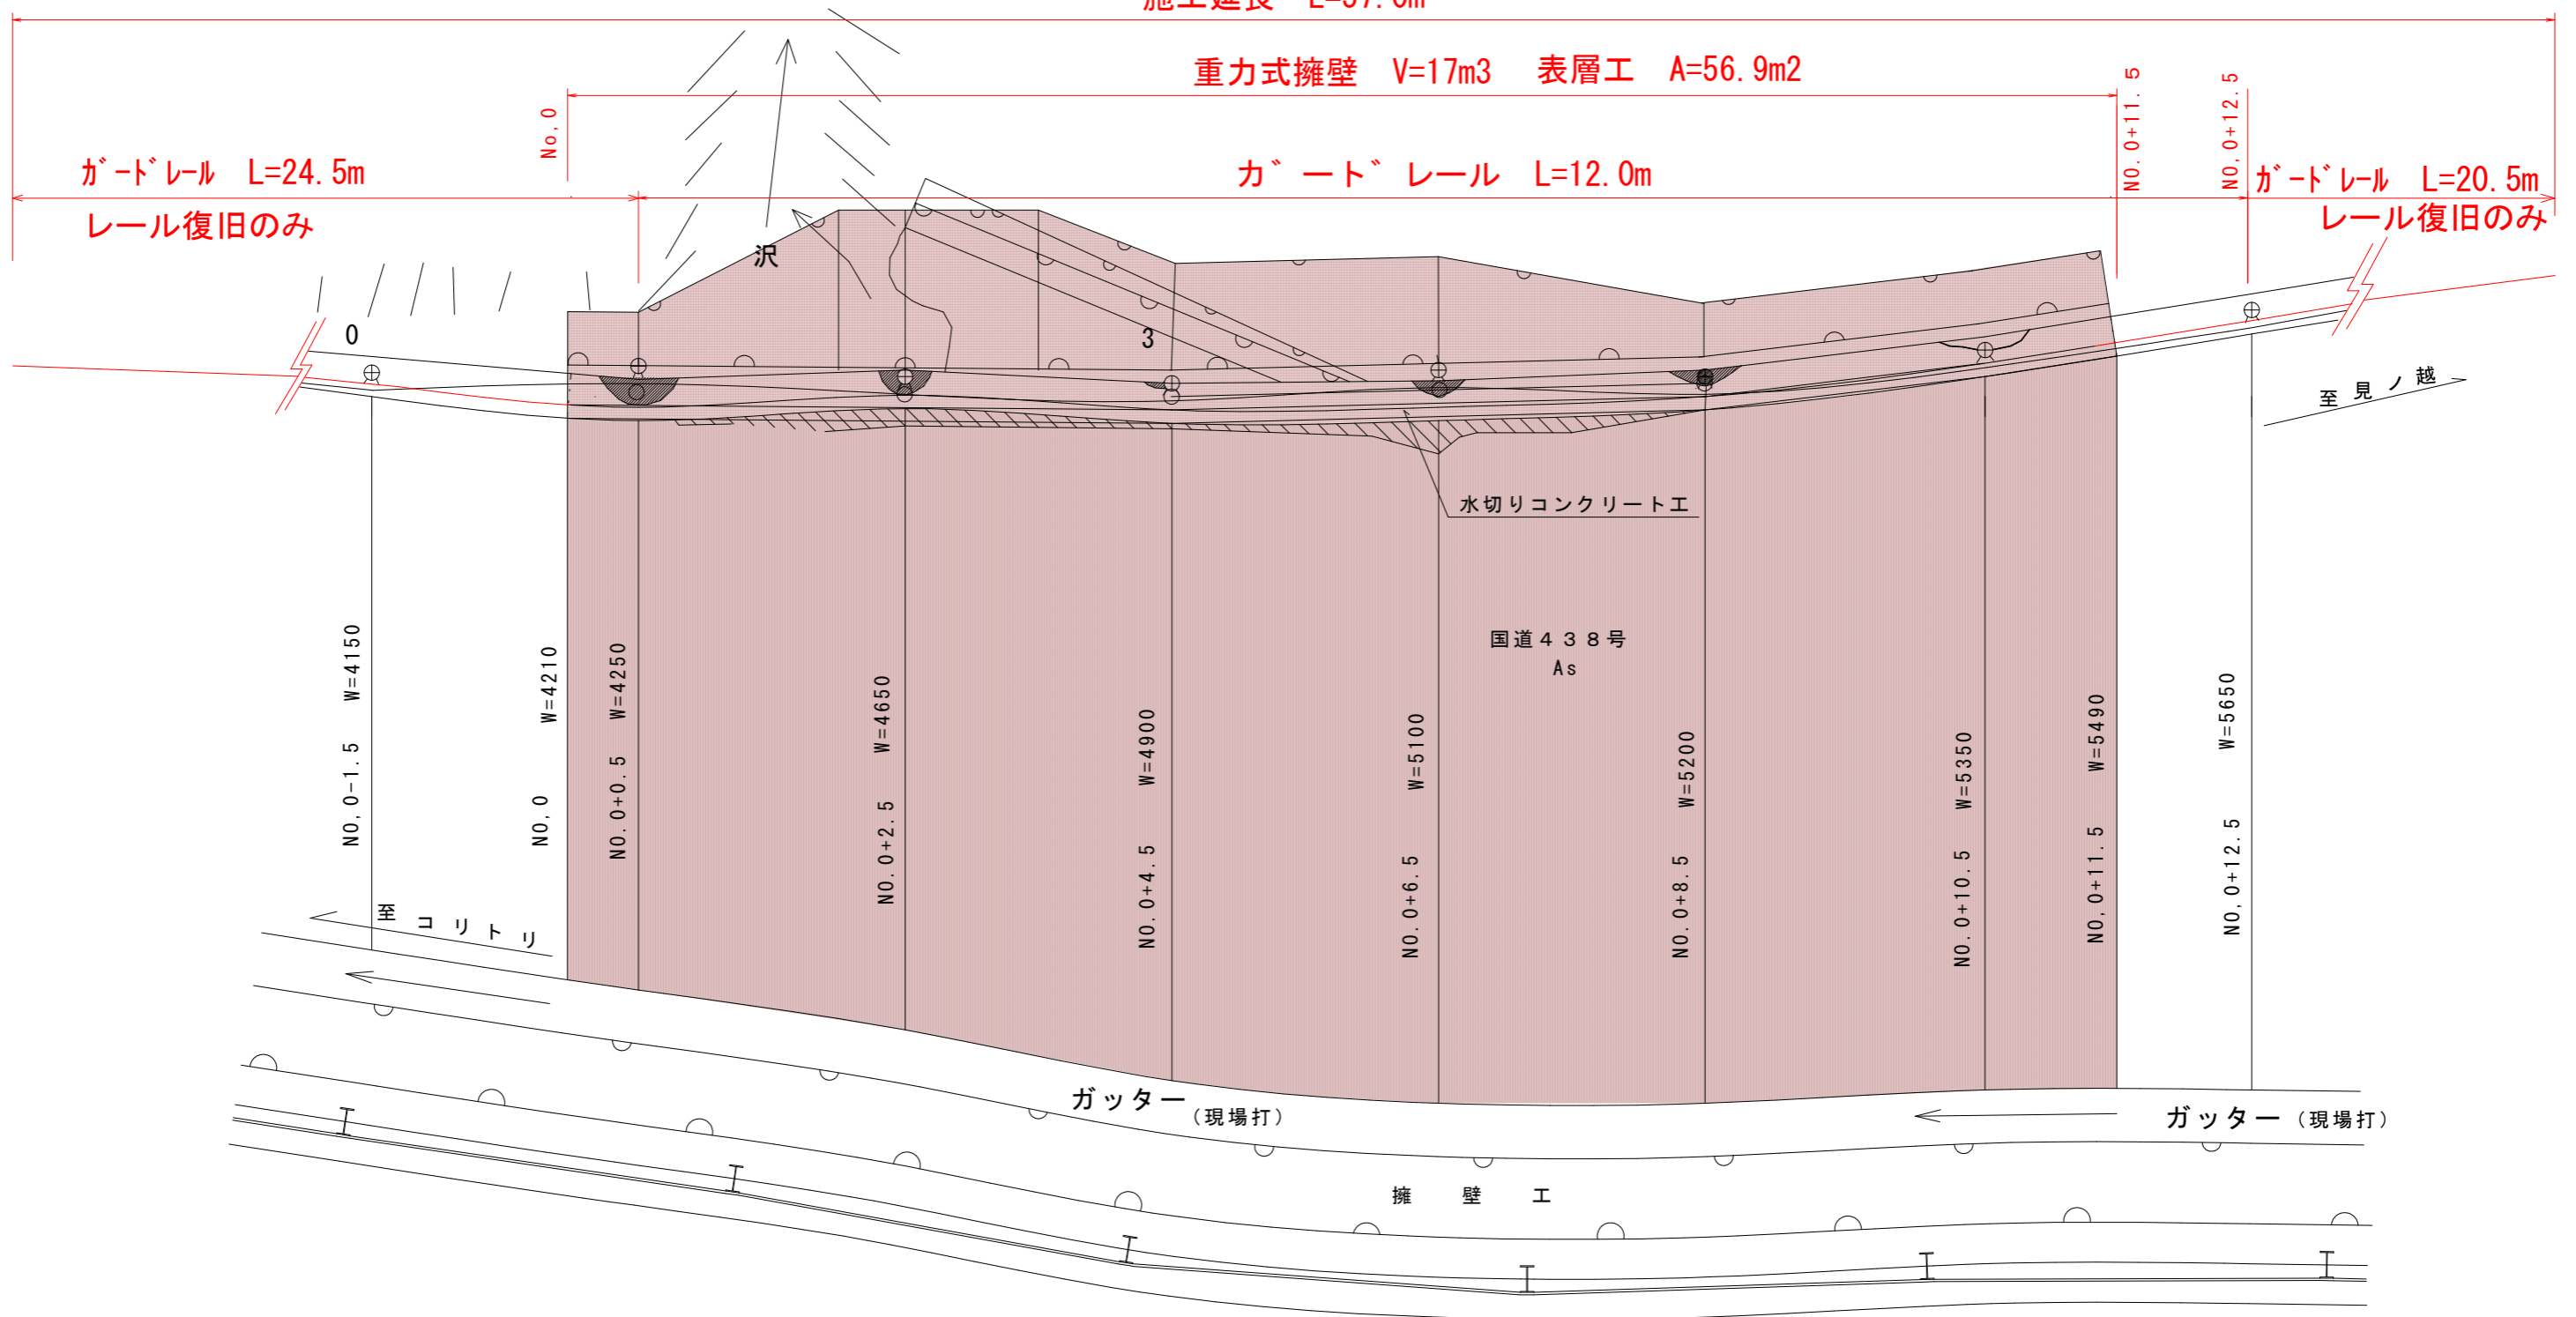 重力式擁壁　V=17m3　表層工　A=56.9m2
No,0
NO.0+11.5
NO,0+12.5
ｶﾞｰﾄﾞﾚｰﾙ　L=24.5m
レール復旧のみ
ガードレール　L=12.0m
ｶﾞｰﾄﾞﾚｰﾙ　L=20.5m
レール復旧のみ
沢
0
3
至見ノ越
水切りコンクリート工
国道４３８号
As
NO,0-1.5　W=4150
NO,0　W=4210
NO.0+0.5　W=4250
NO.0+2.5　W=4650
NO.0+4.5　W=4900
NO.0+6.5　W=5100
NO.0+8.5　W=5200
NO.0+10.5　W=5350
NO,0+11.5　W=5490
NO,0+12.5　W=5650
至コリトリ
ガッター（現場打）
ガッター（現場打）
擁壁工